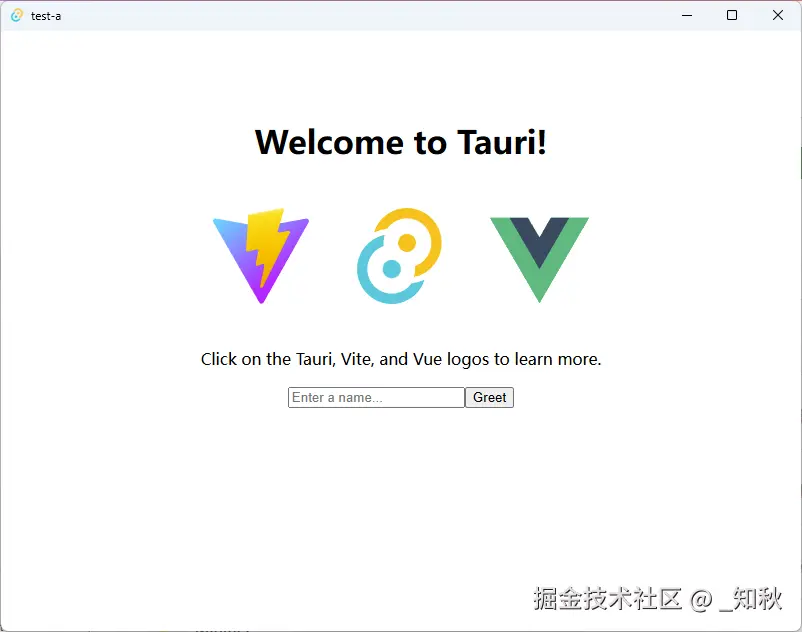 test-a
Welcome to Tauri!
Click on the Tauri, Vite, and Vue logos to learn more.
Enter a name... Greet
掘金技术社区 @ _知秋